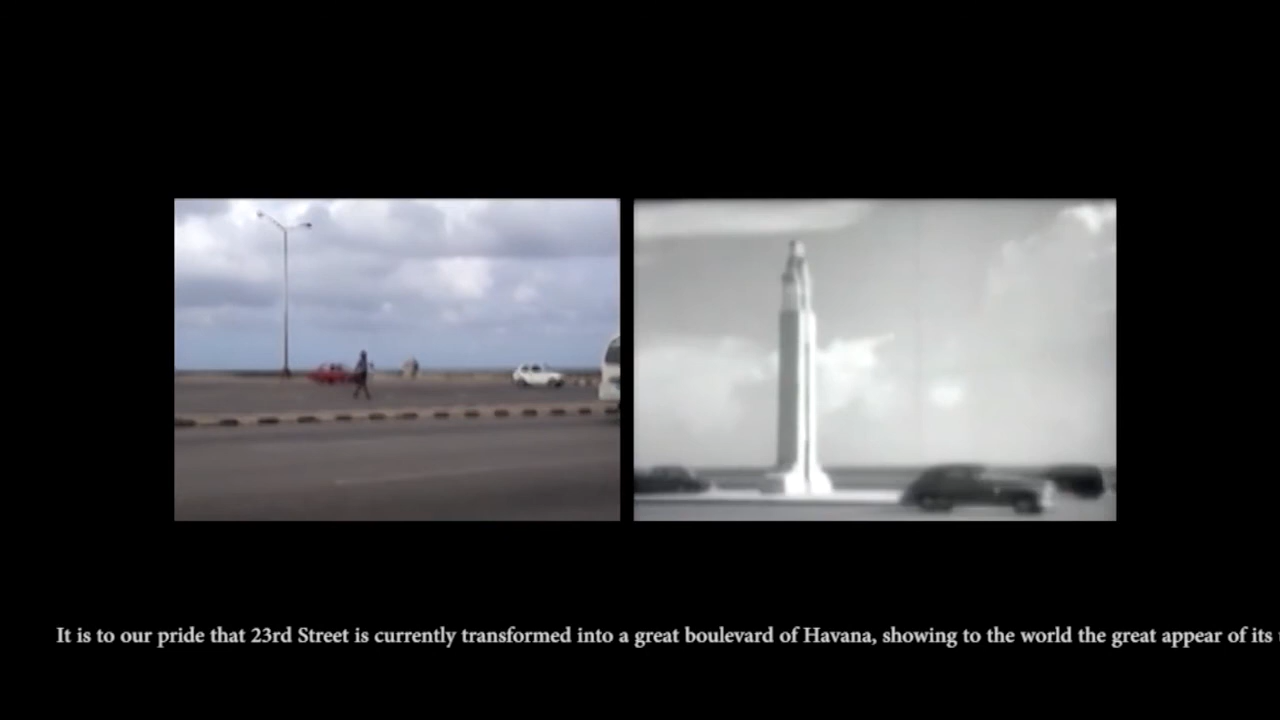 It is to our pride that 23rd Street is currently transformed into a great boulevard of Havana, showing to the world the great appear of its